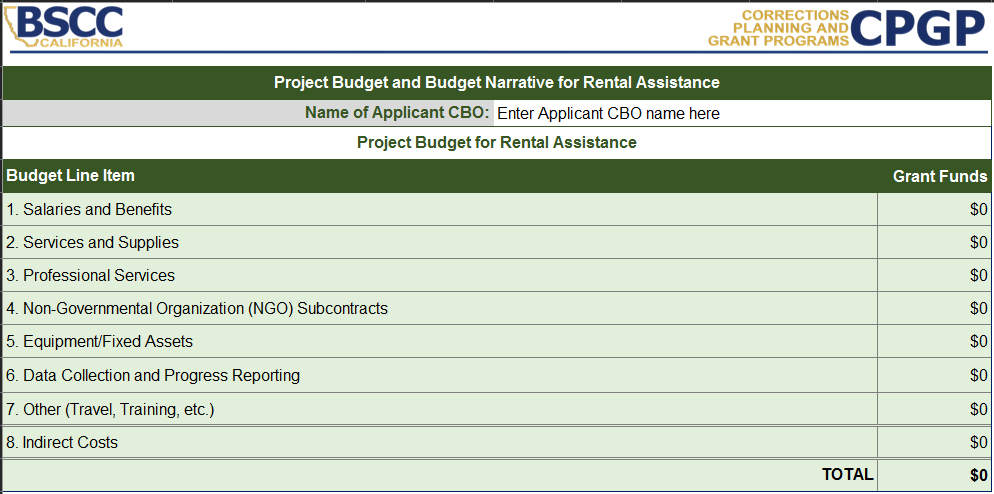 BSCC
CALIFORNIA
CORRECTIONS
PLANNING AND
GRANT PROGRAMS
CPGP
Project Budget and Budget Narrative for Rental Assistance
Name of Applicant CBO: Enter Applicant CBO name here
Project Budget for Rental Assistance
Budget Line Item Grant Funds
1. Salaries and Benefits $0
2. Services and Supplies $0
3. Professional Services $0
4. Non-Governmental Organization (NGO) Subcontracts $0
5. Equipment/Fixed Assets $0
6. Data Collection and Progress Reporting $0
7. Other (Travel, Training, etc.) $0
8. Indirect Costs $0
TOTAL $0